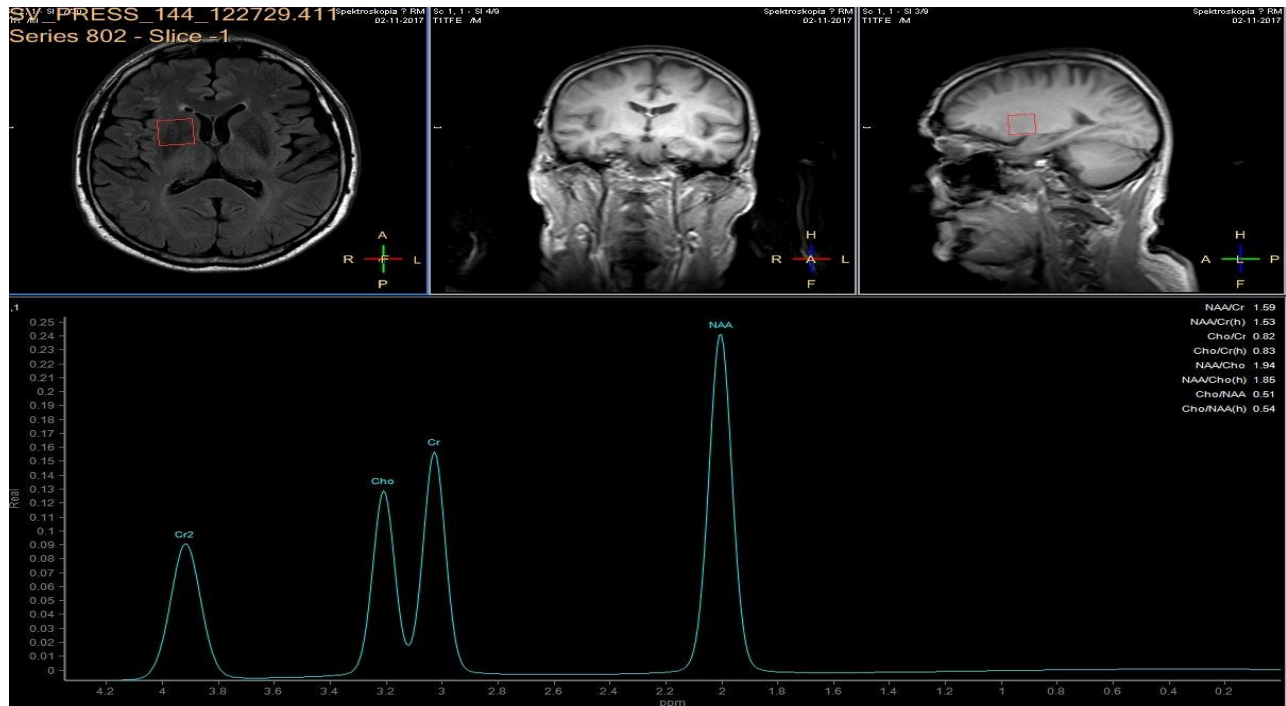 SV_PRESS_144_122729.411
Series 802 - Slice -1
Spektroskopia ? RM
02-11-2017
Sc 1, 1 - SI 4/9
T1TFE /M
Spektroskopia ? RM
02-11-2017
Sc 1, 1 - SI 3/9
T1TFE /M
Spektroskopia ? RM
02-11-2017
A
R F L
P
H
R A L
F
H
A L P
F
,1
NAA/Cr 1.59
NAA/Cr(h) 1.53
Cho/Cr 0.82
Cho/Cr(h) 0.83
NAA/Cho 1.94
NAA/Cho(h) 1.85
Cho/NAA 0.51
Cho/NAA(h) 0.54
0.25
0.24
0.23
0.22
0.21
0.2
0.19
0.18
0.17
0.16
0.15
0.14
0.13
0.12
0.11
0.1
0.09
0.08
0.07
0.06
0.05
0.04
0.03
0.02
0.01
0
Real
Cr2
Cho
Cr
NAA
4.2 4 3.8 3.6 3.4 3.2 3 2.8 2.6 2.4 2.2 2 1.8 1.6 1.4 1.2 1 0.8 0.6 0.4 0.2
ppm